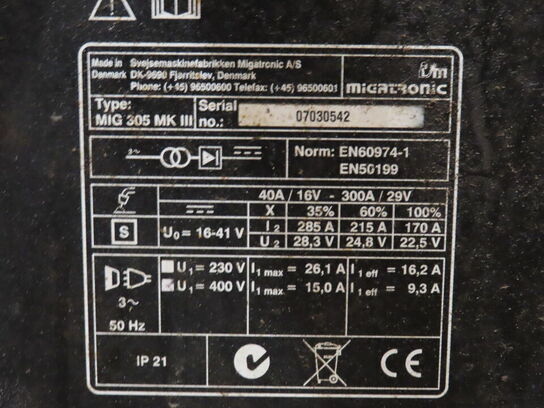 Made in Svejsemaskinefabrikken Migatronic A/S
Denmark DK-9690 Fjerritslev, Denmark
Phone: (+45) 96500600 Telefax: (+45) 96500601
migatronic
Type: Serial
MIG 305 MK III no.: 07030542
Norm: EN60974-1
EN50199
40A / 16V - 300A / 29V
X 35% 60% 100%
S U₀ = 16-41 V I₂ 285 A 215 A 170 A
U₂ 28,3 V 24,8 V 22,5 V
U₁ = 230 V I₁ max = 26,1 A I₁ eff = 16,2 A
U₁ = 400 V I₁ max = 15,0 A I₁ eff = 9,3 A
3~
50 Hz
IP 21 CE